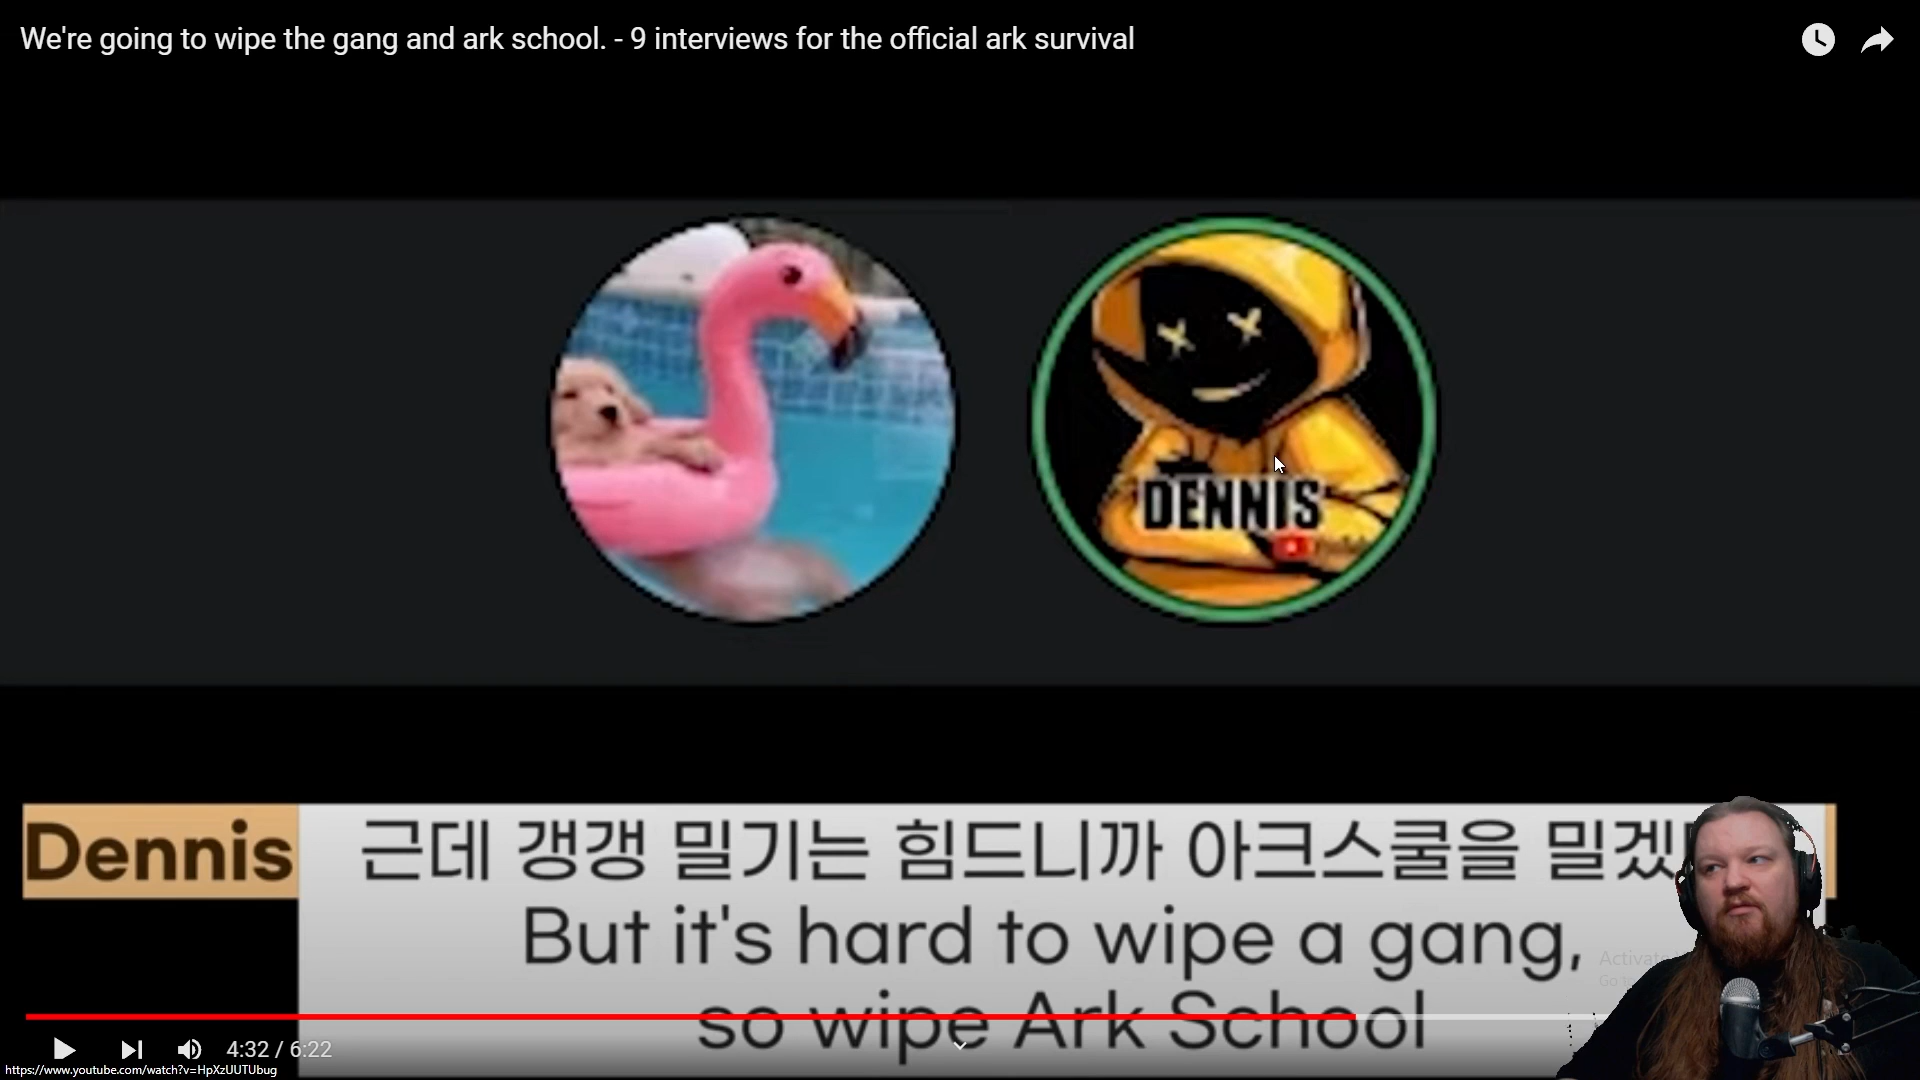 We're going to wipe the gang and ark school. - 9 interviews for the official ark survival
DENNIS
Dennis
근데 갱갱 밀기는 힘드니까 아크스쿨을 밀겠
But it's hard to wipe a gang,
so wipe Ark School
4:32 / 6:22
https://www.youtube.com/watch?v=HpXzUUTUbug